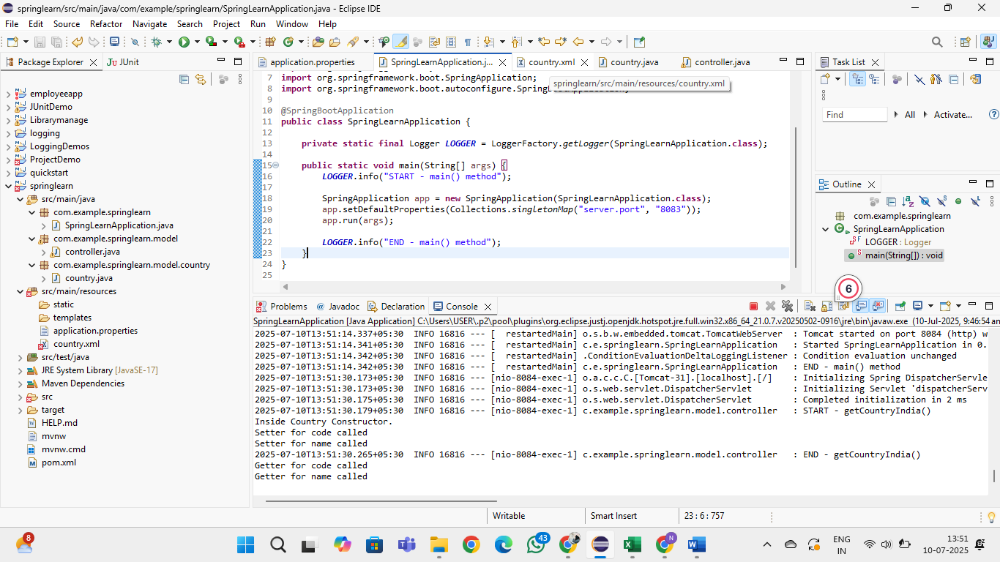 springlearn/src/main/java/com/example/springlearn/SpringLearnApplication.java - Eclipse IDE
File Edit Source Refactor Navigate Search Project Run Window Help
Package Explorer
JUnit
employeeapp
JUnitDemo
Librarymanage
logging
LoggingDemos
ProjectDemo
quickstart
springlearn
src/main/java
com.example.springlearn
SpringLearnApplication.java
com.example.springlearn.model
controller.java
com.example.springlearn.model.country
country.java
src/main/resources
static
templates
application.properties
country.xml
src/test/java
JRE System Library [JavaSE-17]
Maven Dependencies
src
target
HELP.md
mvnw
mvnw.cmd
pom.xml
application.properties SpringLearnApplication.j... country.xml country.java controller.java
springlearn/src/main/resources/country.xml
7 import org.springframework.boot.SpringApplication;
8 import org.springframework.boot.autoconfigure.Spring
9
10 @SpringBootApplication
11 public class SpringLearnApplication {
12
13 private static final Logger LOGGER = LoggerFactory.getLogger(SpringLearnApplication.class);
14
15 public static void main(String[] args) {
16 LOGGER.info("START - main() method");
17
18 SpringApplication app = new SpringApplication(SpringLearnApplication.class);
19 app.setDefaultProperties(Collections.singletonMap("server.port", "8083"));
20 app.run(args);
21
22 LOGGER.info("END - main() method");
23 }
24 }
25
Task List
Find
All
Activate...
Outline
com.example.springlearn
SpringLearnApplication
LOGGER : Logger
main(String[]) : void
6
Problems Javadoc Declaration Console
SpringLearnApplication [Java Application] C:\Users\USER\.p2\pool\plugins\org.eclipse.justj.openjdk.hotspot.jre.full.win32.x86_64_21.0.7.v20250502-0916\jre\bin\javaw.exe (10-Jul-2025, 9:46:54 am
2025-07-10T13:51:14.337+05:30 INFO 16816 --- [ restartedMain] o.s.b.w.embedded.tomcat.TomcatWebServer : Tomcat started on port 8084 (http) w
2025-07-10T13:51:14.341+05:30 INFO 16816 --- [ restartedMain] c.e.springlearn.SpringLearnApplication : Started SpringLearnApplication in 0.
2025-07-10T13:51:14.342+05:30 INFO 16816 --- [ restartedMain] .ConditionEvaluationDeltaLoggingListener : Condition evaluation unchanged
2025-07-10T13:51:14.342+05:30 INFO 16816 --- [ restartedMain] c.e.springlearn.SpringLearnApplication : END - main() method
2025-07-10T13:51:30.173+05:30 INFO 16816 --- [nio-8084-exec-1] o.a.c.c.C.[Tomcat-31].[localhost].[/] : Initializing Spring DispatcherServle
2025-07-10T13:51:30.173+05:30 INFO 16816 --- [nio-8084-exec-1] o.s.web.servlet.DispatcherServlet : Initializing Servlet 'dispatcherServ
2025-07-10T13:51:30.175+05:30 INFO 16816 --- [nio-8084-exec-1] o.s.web.servlet.DispatcherServlet : Completed initialization in 2 ms
2025-07-10T13:51:30.179+05:30 INFO 16816 --- [nio-8084-exec-1] c.example.springlearn.model.controller : START - getCountryIndia()
Inside Country Constructor.
Setter for code called
Setter for name called
2025-07-10T13:51:30.265+05:30 INFO 16816 --- [nio-8084-exec-1] c.example.springlearn.model.controller : END - getCountryIndia()
Getter for code called
Getter for name called
Writable
Smart Insert
23 : 6 : 757
8
43
N
ENG
IN
13:51
10-07-2025